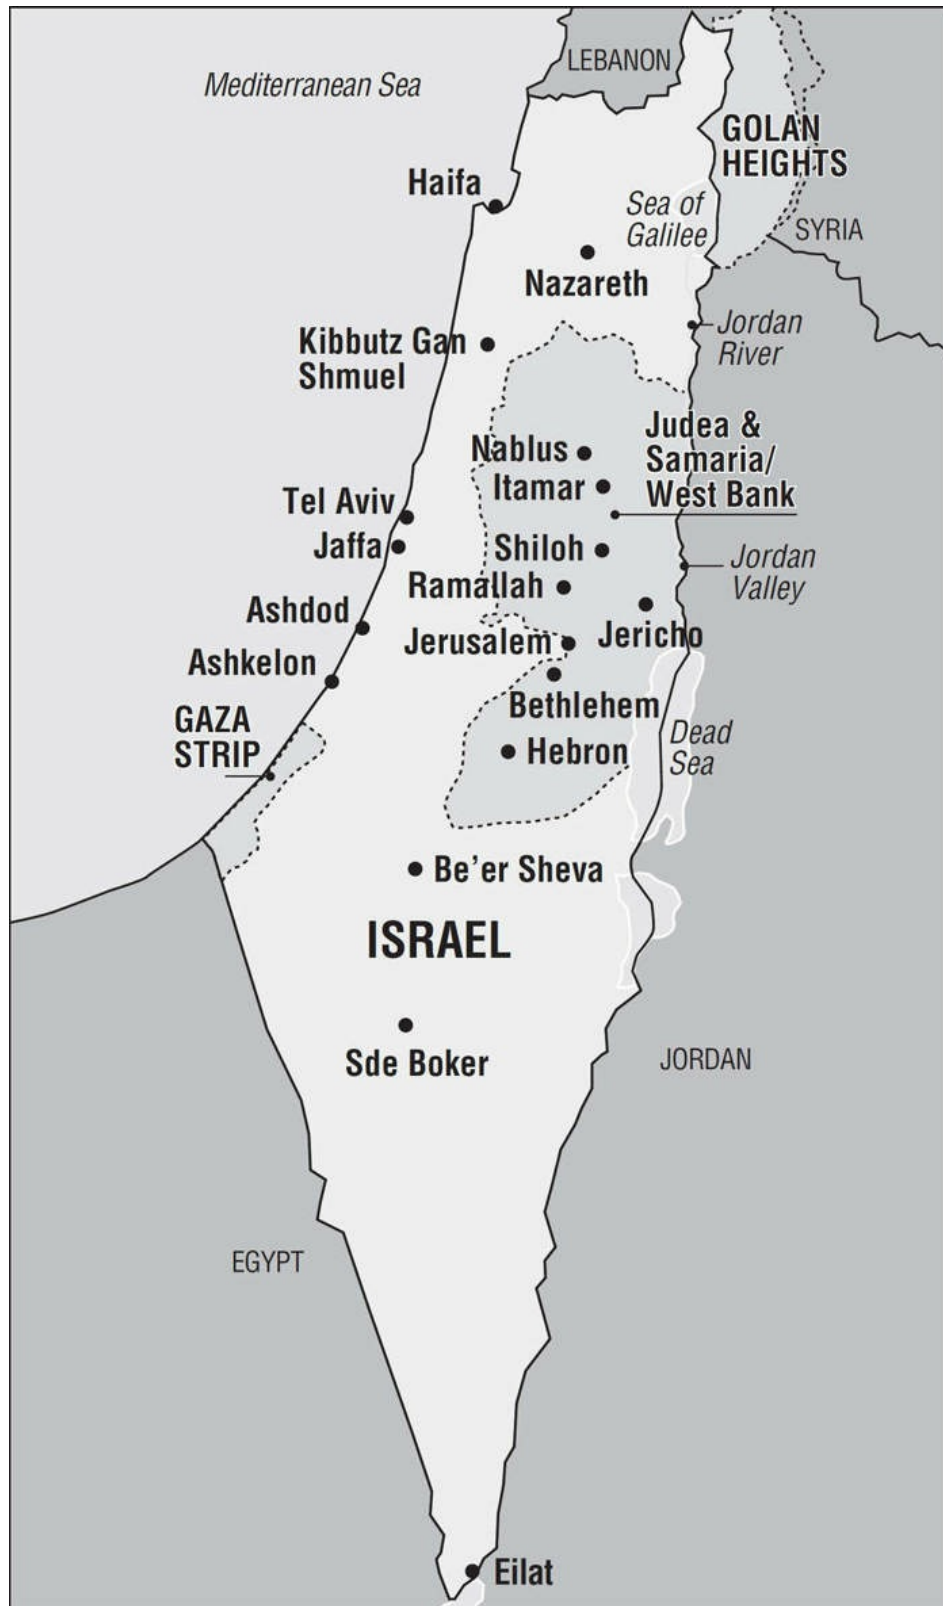 LEBANON
Mediterranean Sea
GOLAN
HEIGHTS
Haifa
Sea of
Galilee
SYRIA
Nazareth
Jordan
River
Kibbutz Gan
Shmuel
Judea &
Samaria/
West Bank
Nablus
Itamar
Tel Aviv
Jaffa
Shiloh
Jordan
Valley
Ramallah
Ashdod
Jericho
Jerusalem
Ashkelon
Bethlehem
GAZA
STRIP
Dead
Sea
Hebron
Be’er Sheva
ISRAEL
Sde Boker
JORDAN
EGYPT
Eilat